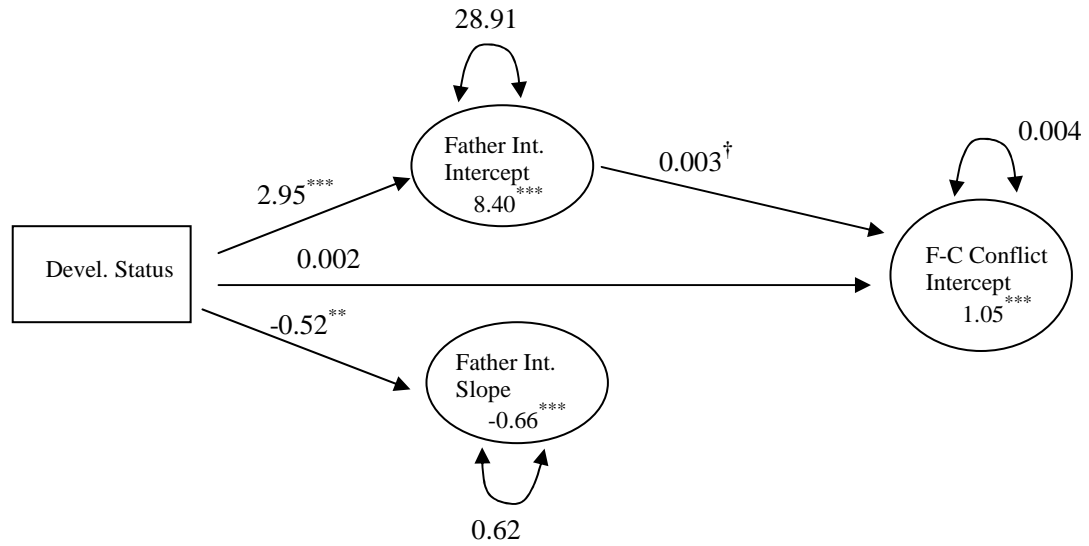 28.91
Father Int.
Intercept
8.40***
0.003†
0.004
2.95***
Devel. Status
0.002
F-C Conflict
Intercept
1.05***
-0.52**
Father Int.
Slope
-0.66***
0.62